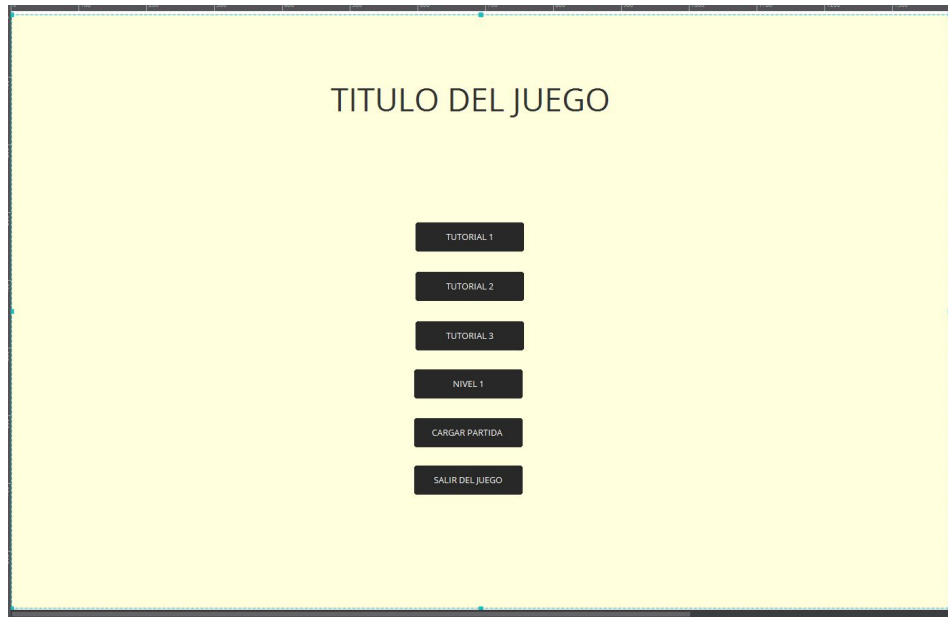 TITULO DEL JUEGO
TUTORIAL 1
TUTORIAL 2
TUTORIAL 3
NIVEL 1
CARGAR PARTIDA
SALIR DEL JUEGO